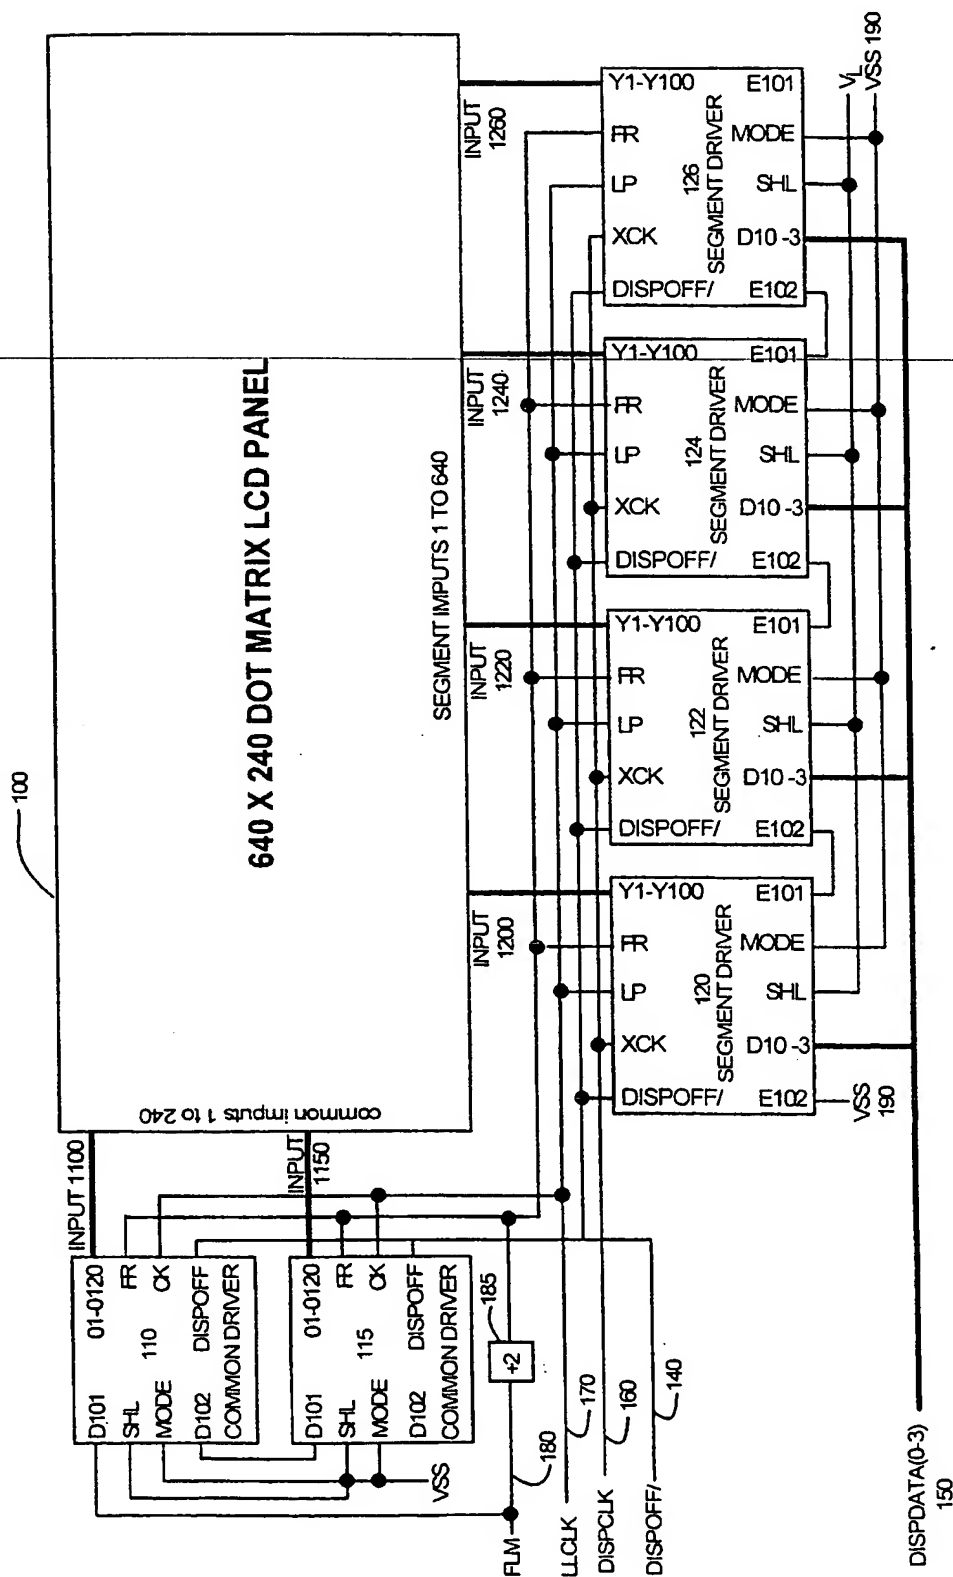 100
640 X 240 DOT MATRIX LCD PANEL
common imputs 1 to 240
SEGMENT IMPUTS 1 TO 640
INPUT 1100
INPUT
1150
INPUT
1200
INPUT
1220
INPUT
1240
INPUT
1260
D101
SHL
MODE
D102
01-0120
FR
CK
DISPOFF
110
COMMON DRIVER
D101
SHL
MODE
D102
01-0120
FR
CK
DISPOFF
115
COMMON DRIVER
VSS
÷2
185
FLM
180
LLCLK
170
DISPCLK
160
DISPOFF/
140
DISPDATA(0-3)
150
Y1-Y100
FR
LP
XCK
DISPOFF/
120
SEGMENT DRIVER
E101
MODE
SHL
D10 -3
E102
VSS
190
Y1-Y100
FR
LP
XCK
DISPOFF/
122
SEGMENT DRIVER
E101
MODE
SHL
D10 -3
E102
Y1-Y100
FR
LP
XCK
DISPOFF/
124
SEGMENT DRIVER
E101
MODE
SHL
D10 -3
E102
Y1-Y100
FR
LP
XCK
DISPOFF/
126
SEGMENT DRIVER
E101
MODE
SHL
D10 -3
E102
VL
VSS 190